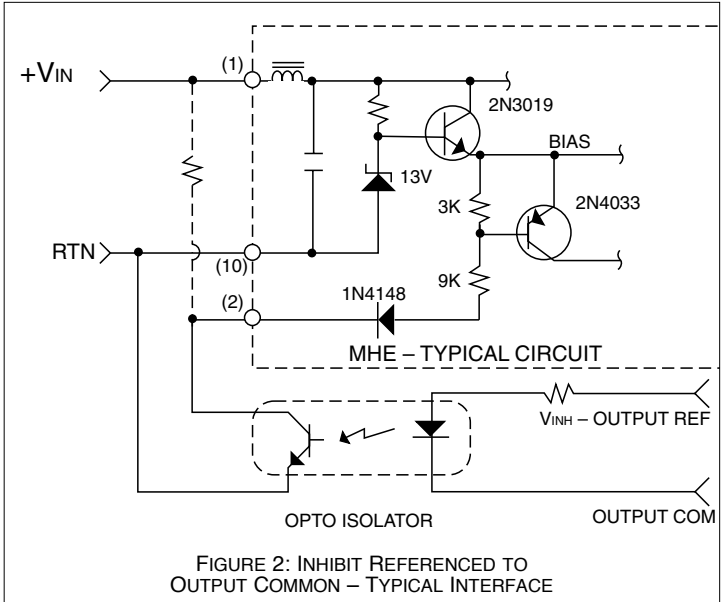 +VIN
(1)
2N3019
BIAS
13V
3K
2N4033
RTN
(10)
9K
(2)
1N4148
MHE – TYPICAL CIRCUIT
VINH – OUTPUT REF
OPTO ISOLATOR
OUTPUT COM
FIGURE 2: INHIBIT REFERENCED TO
OUTPUT COMMON – TYPICAL INTERFACE